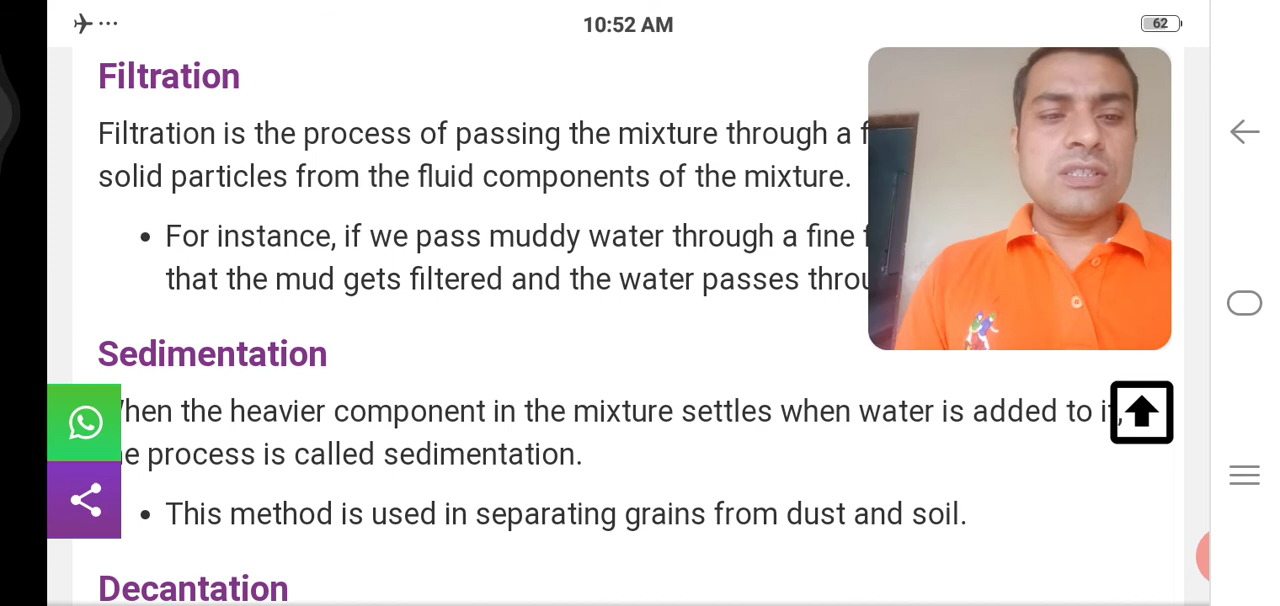 10:52 AM
62
Filtration
Filtration is the process of passing the mixture through a
solid particles from the fluid components of the mixture.
• For instance, if we pass muddy water through a fine
that the mud gets filtered and the water passes
Sedimentation
the heavier component in the mixture settles when water is added to it,
process is called sedimentation.
• This method is used in separating grains from dust and soil.
Decantation